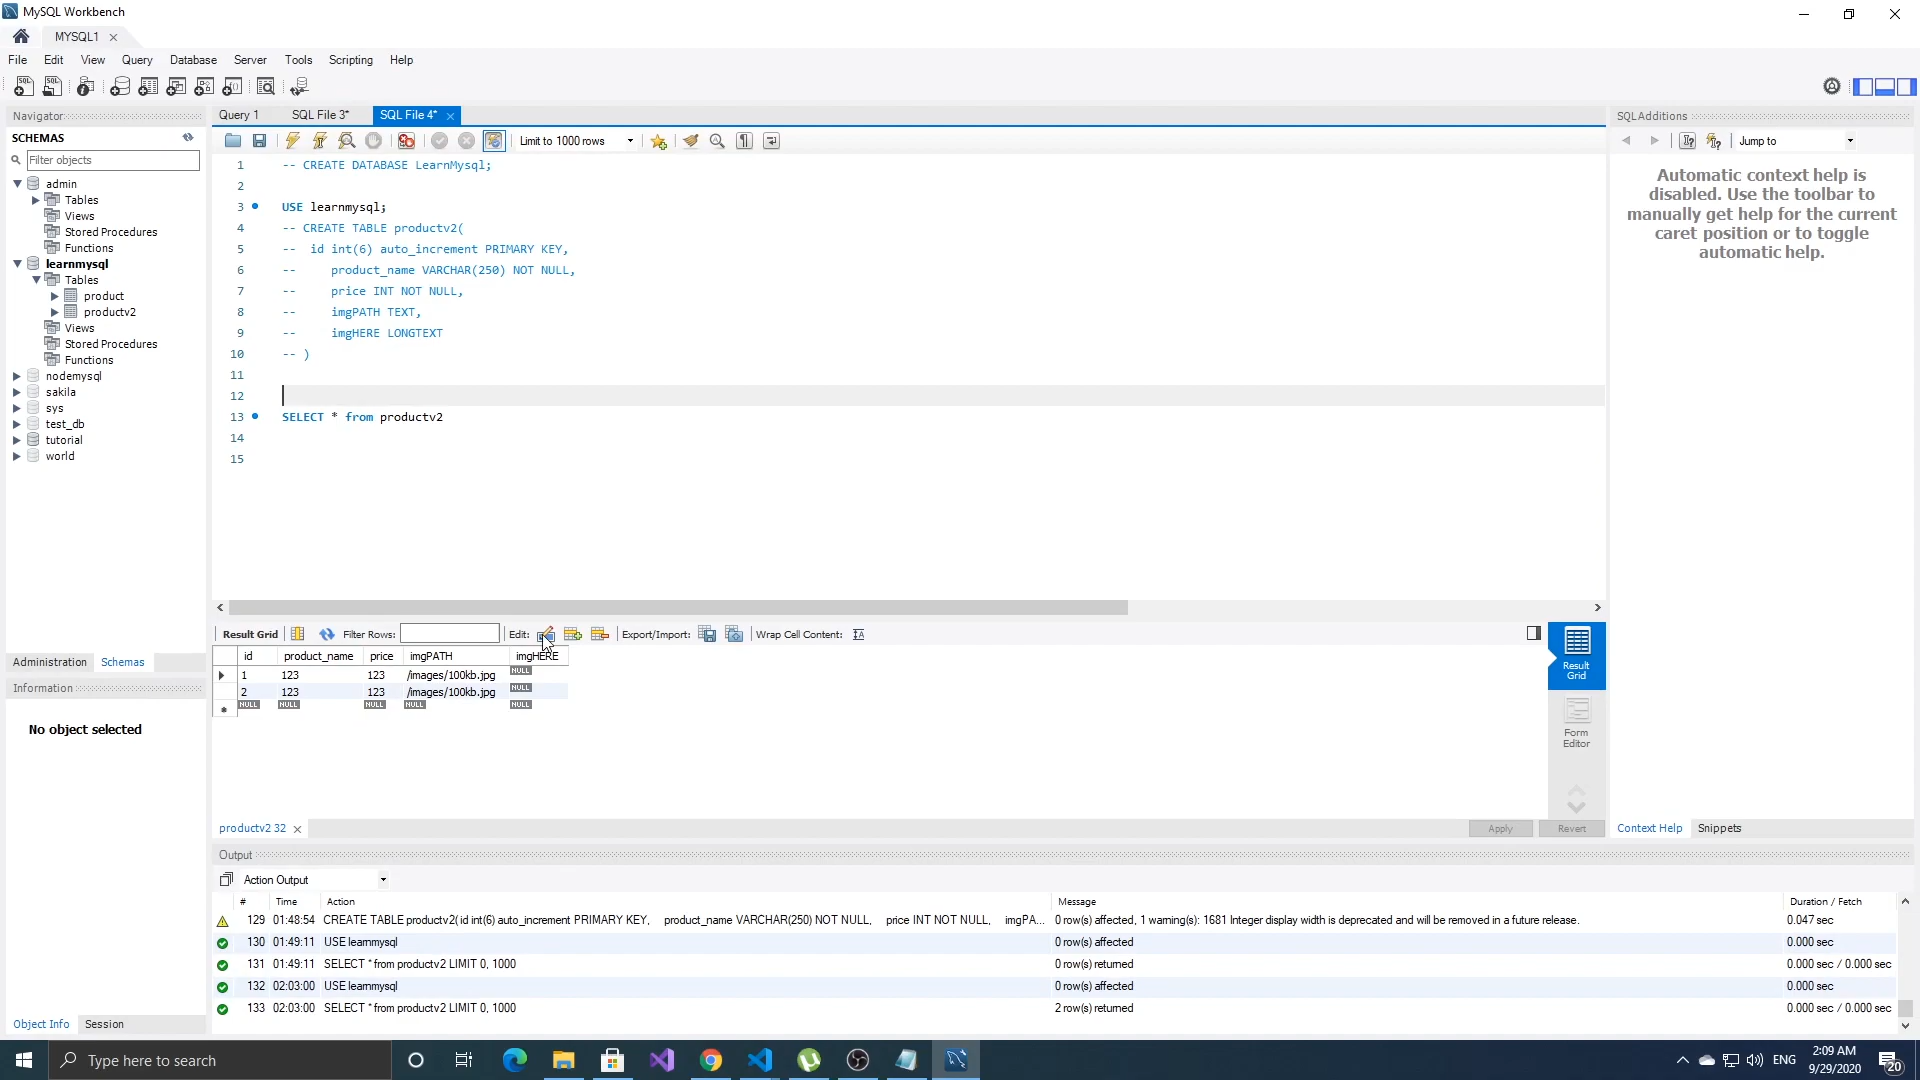 MySQL Workbench
MYSQL1
File Edit View Query Database Server Tools Scripting Help
Navigator
SCHEMAS
Filter objects
admin
Tables
Views
Stored Procedures
Functions
learnmysql
Tables
product
productv2
Views
Stored Procedures
Functions
nodemysql
sakila
sys
test_db
tutorial
world
Administration Schemas
Information
No object selected
Object Info Session
Query 1 SQL File 3* SQL File 4*
Limit to 1000 rows
1 -- CREATE DATABASE LearnMysql;
2
3 USE learnmysql;
4 -- CREATE TABLE productv2(
5 -- id int(6) auto_increment PRIMARY KEY,
6 -- product_name VARCHAR(250) NOT NULL,
7 -- price INT NOT NULL,
8 -- imgPATH TEXT,
9 -- imgHERE LONGTEXT
10 -- )
11
12
13 SELECT * from productv2
14
15
Result Grid Filter Rows: Edit: Export/Import: Wrap Cell Content:
id product_name price imgPATH imgHERE
1 123 123 /images/100kb.jpg NULL
2 123 123 /images/100kb.jpg NULL
NULL NULL NULL NULL NULL
Result
Grid
Form
Editor
productv2 32
Apply Revert
SQLAdditions
Jump to
Automatic context help is
disabled. Use the toolbar to
manually get help for the current
caret position or to toggle
automatic help.
Context Help Snippets
Output
Action Output
# Time Action Message Duration / Fetch
129 01:48:54 CREATE TABLE productv2( id int(6) auto_increment PRIMARY KEY, product_name VARCHAR(250) NOT NULL, price INT NOT NULL, imgPA... 0 row(s) affected, 1 warning(s): 1681 Integer display width is deprecated and will be removed in a future release. 0.047 sec
130 01:49:11 USE learnmysql 0 row(s) affected 0.000 sec
131 01:49:11 SELECT * from productv2 LIMIT 0, 1000 0 row(s) returned 0.000 sec / 0.000 sec
132 02:03:00 USE learnmysql 0 row(s) affected 0.000 sec
133 02:03:00 SELECT * from productv2 LIMIT 0, 1000 2 row(s) returned 0.000 sec / 0.000 sec
Type here to search
ENG
2:09 AM
9/29/2020
20